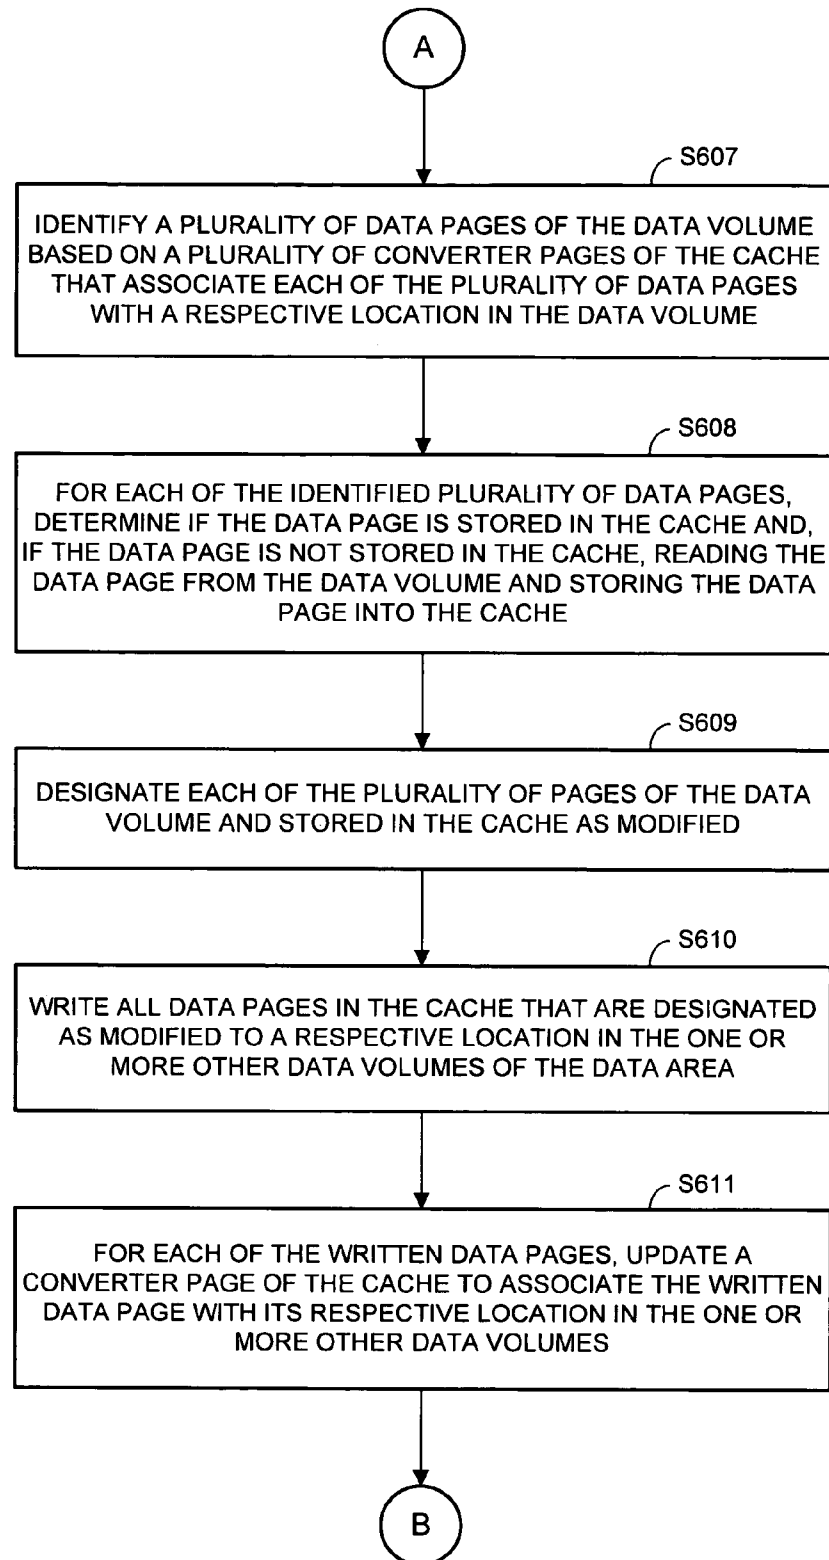 A
S607
IDENTIFY A PLURALITY OF DATA PAGES OF THE DATA VOLUME
BASED ON A PLURALITY OF CONVERTER PAGES OF THE CACHE
THAT ASSOCIATE EACH OF THE PLURALITY OF DATA PAGES
WITH A RESPECTIVE LOCATION IN THE DATA VOLUME
S608
FOR EACH OF THE IDENTIFIED PLURALITY OF DATA PAGES,
DETERMINE IF THE DATA PAGE IS STORED IN THE CACHE AND,
IF THE DATA PAGE IS NOT STORED IN THE CACHE, READING THE
DATA PAGE FROM THE DATA VOLUME AND STORING THE DATA
PAGE INTO THE CACHE
S609
DESIGNATE EACH OF THE PLURALITY OF PAGES OF THE DATA
VOLUME AND STORED IN THE CACHE AS MODIFIED
S610
WRITE ALL DATA PAGES IN THE CACHE THAT ARE DESIGNATED
AS MODIFIED TO A RESPECTIVE LOCATION IN THE ONE OR
MORE OTHER DATA VOLUMES OF THE DATA AREA
S611
FOR EACH OF THE WRITTEN DATA PAGES, UPDATE A
CONVERTER PAGE OF THE CACHE TO ASSOCIATE THE WRITTEN
DATA PAGE WITH ITS RESPECTIVE LOCATION IN THE ONE OR
MORE OTHER DATA VOLUMES
B